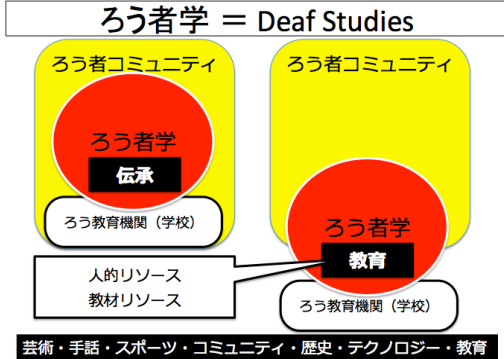 ろう者学 = Deaf Studies
ろう者コミュニティ
ろう者学
伝承
ろう教育機関（学校）
ろう者コミュニティ
ろう者学
教育
ろう教育機関（学校）
人的リソース
教材リソース
芸術・手話・スポーツ・コミュニティ・歴史・テクノロジー・教育